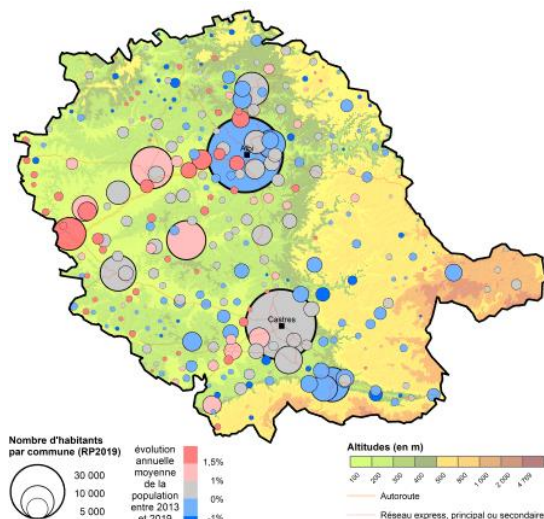 Albi
Castres
Nombre d'habitants
par commune (RP2019)
30 000
10 000
5 000
évolution
annuelle
moyenne
de la
population
entre 2013
et 2019
1,5%
1%
0%
-1%
Altitudes (en m)
100 200 300 400 500 800 1 000 2 000 4 769
Autoroute
Réseau express, principal ou secondaire